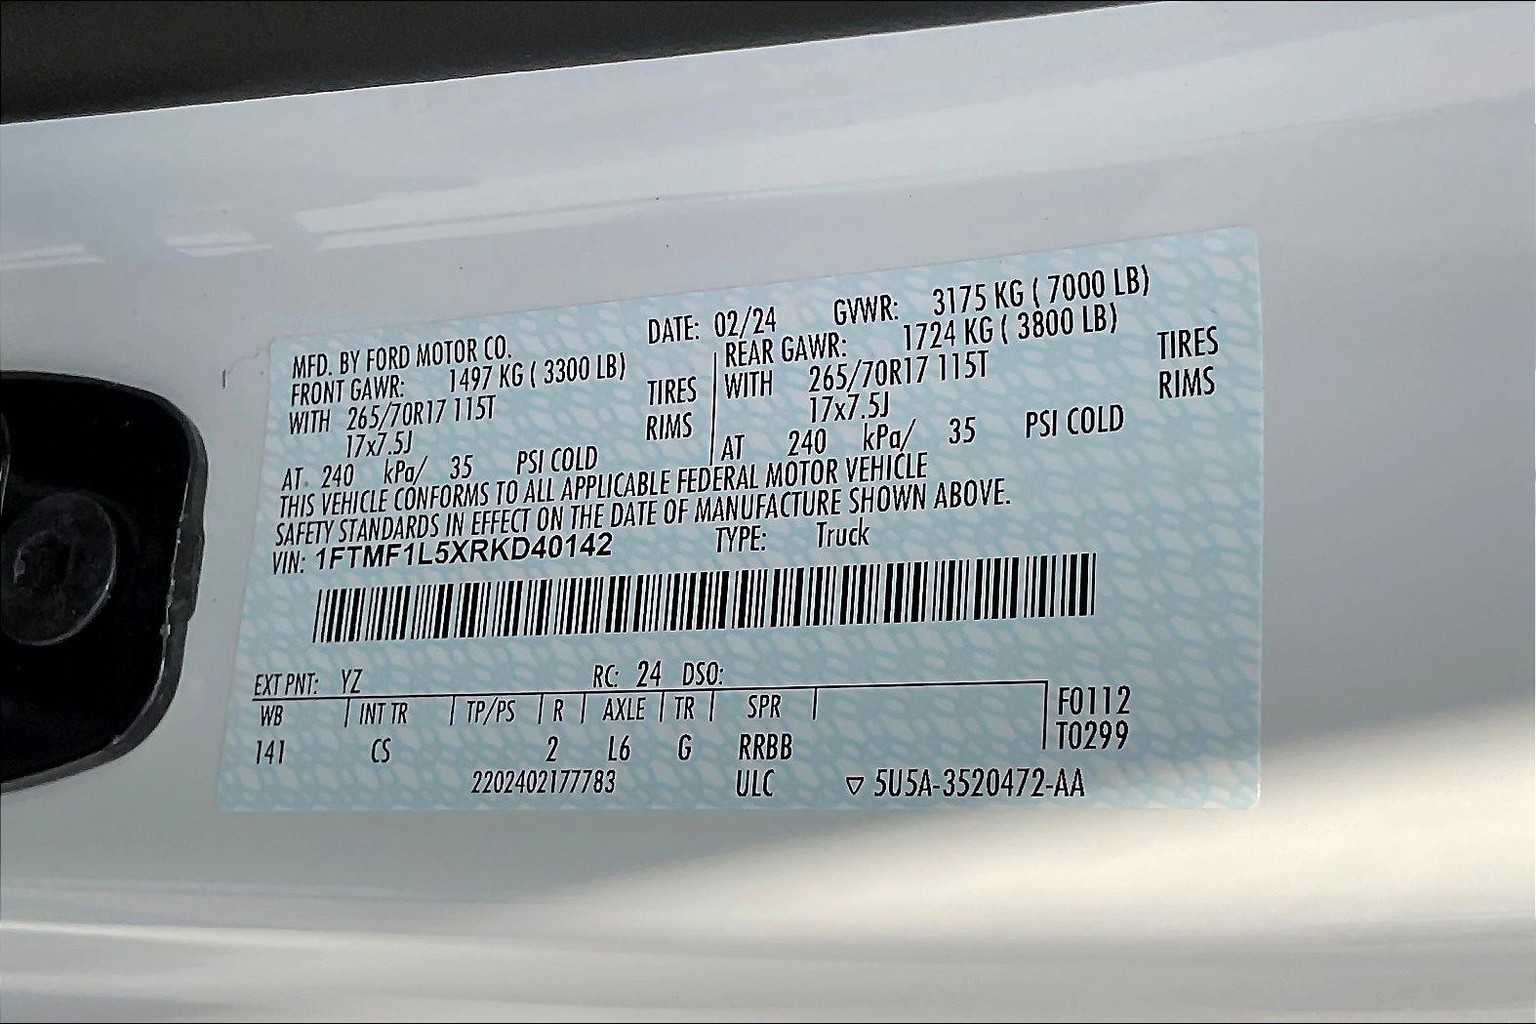 MFD. BY FORD MOTOR CO. DATE: 02/24 GVWR: 3175 KG ( 7000 LB)
FRONT GAWR: 1497 KG ( 3300 LB) REAR GAWR: 1724 KG ( 3800 LB)
WITH 265/70R17 115T TIRES WITH 265/70R17 115T TIRES
17x7.5J RIMS 17x7.5J RIMS
AT 240 kPa/ 35 PSI COLD AT 240 kPa/ 35 PSI COLD
THIS VEHICLE CONFORMS TO ALL APPLICABLE FEDERAL MOTOR VEHICLE
SAFETY STANDARDS IN EFFECT ON THE DATE OF MANUFACTURE SHOWN ABOVE.
VIN: 1FTMF1L5XRKD40142 TYPE: Truck
EXT PNT: YZ RC: 24 DSO:
WB INT TR TP/PS R AXLE TR SPR F0112
141 CS 2 L6 G RRBB T0299
2202402177783 ULC ▽ 5U5A-3520472-AA